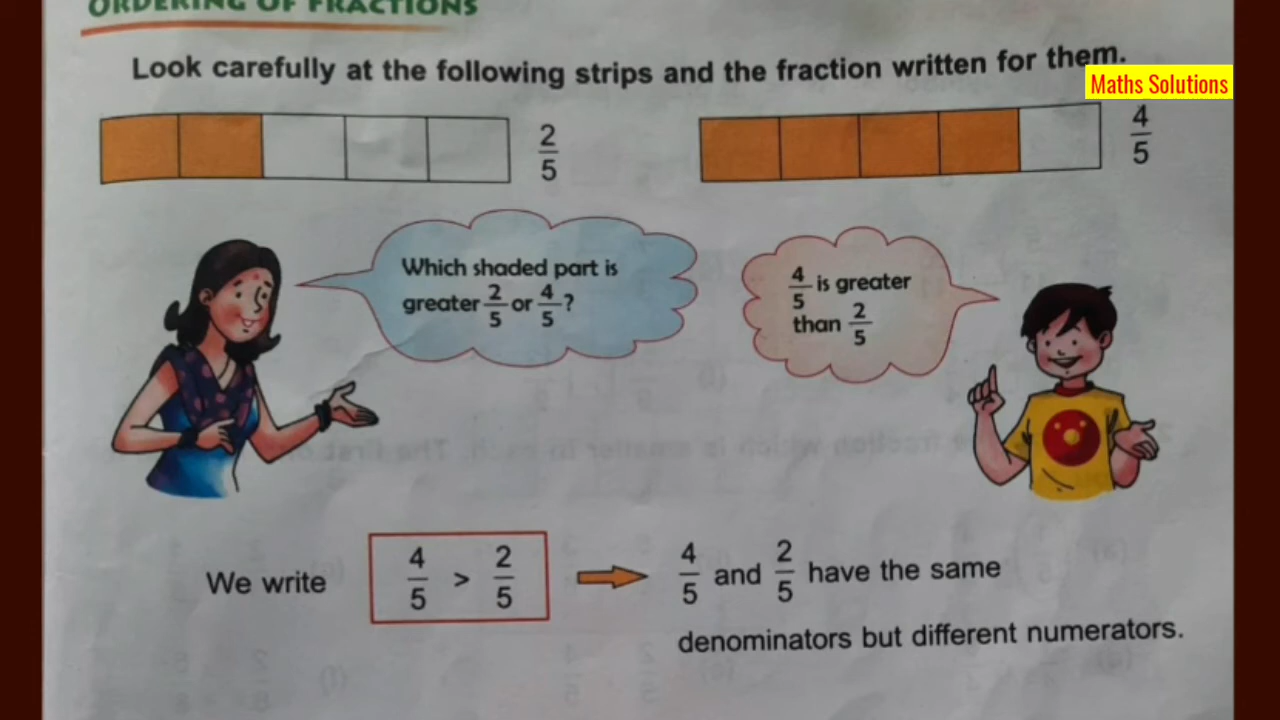 ORDERING OF FRACTIONS
Look carefully at the following strips and the fraction written for them.
Maths Solutions
2/5
4/5
Which shaded part is
greater 2/5 or 4/5?
4/5 is greater
than 2/5
We write 4/5 > 2/5 4/5 and 2/5 have the same
denominators but different numerators.